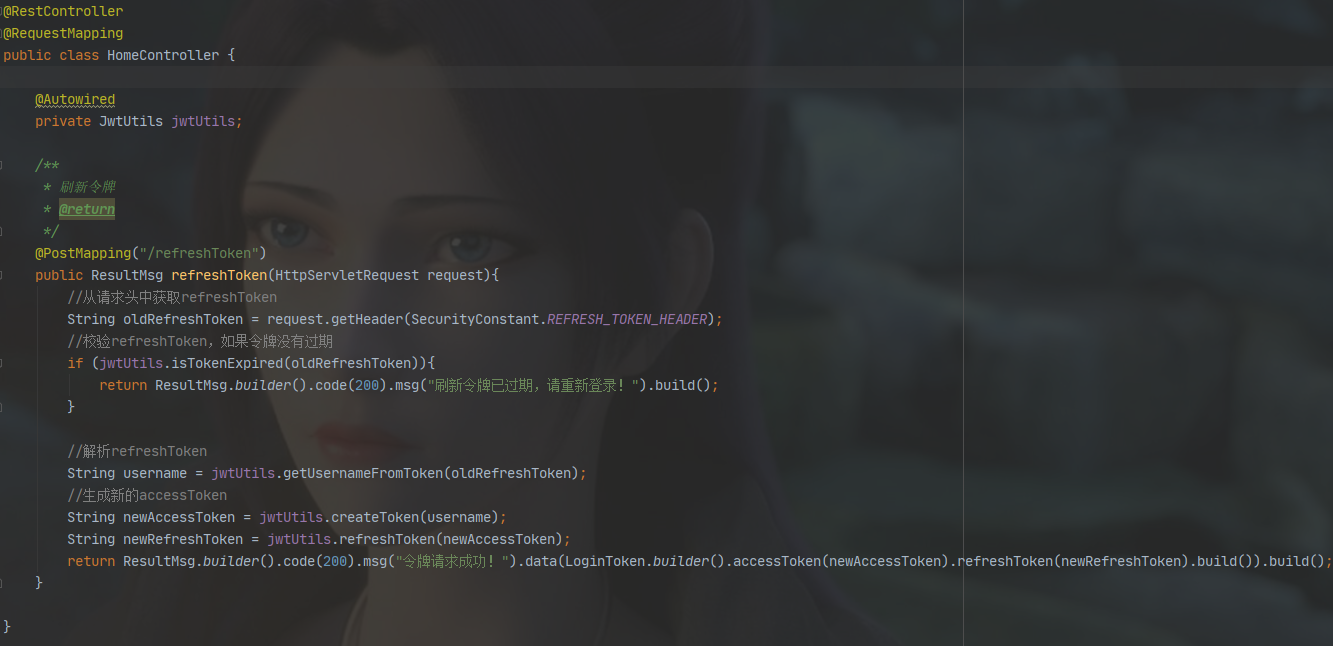 @RestController
@RequestMapping
public class HomeController {
@Autowired
private JwtUtils jwtUtils;
/**
* 刷新令牌
* @return
*/
@PostMapping("/refreshToken")
public ResultMsg refreshToken(HttpServletRequest request){
//从请求头中获取refreshToken
String oldRefreshToken = request.getHeader(SecurityConstant.REFRESH_TOKEN_HEADER);
//校验refreshToken，如果令牌没有过期
if (jwtUtils.isTokenExpired(oldRefreshToken)){
return ResultMsg.builder().code(200).msg("刷新令牌已过期，请重新登录！").build();
}
//解析refreshToken
String username = jwtUtils.getUsernameFromToken(oldRefreshToken);
//生成新的accessToken
String newAccessToken = jwtUtils.createToken(username);
String newRefreshToken = jwtUtils.refreshToken(newAccessToken);
return ResultMsg.builder().code(200).msg("令牌请求成功！").data(LoginToken.builder().accessToken(newAccessToken).refreshToken(newRefreshToken).build()).build();
}
}